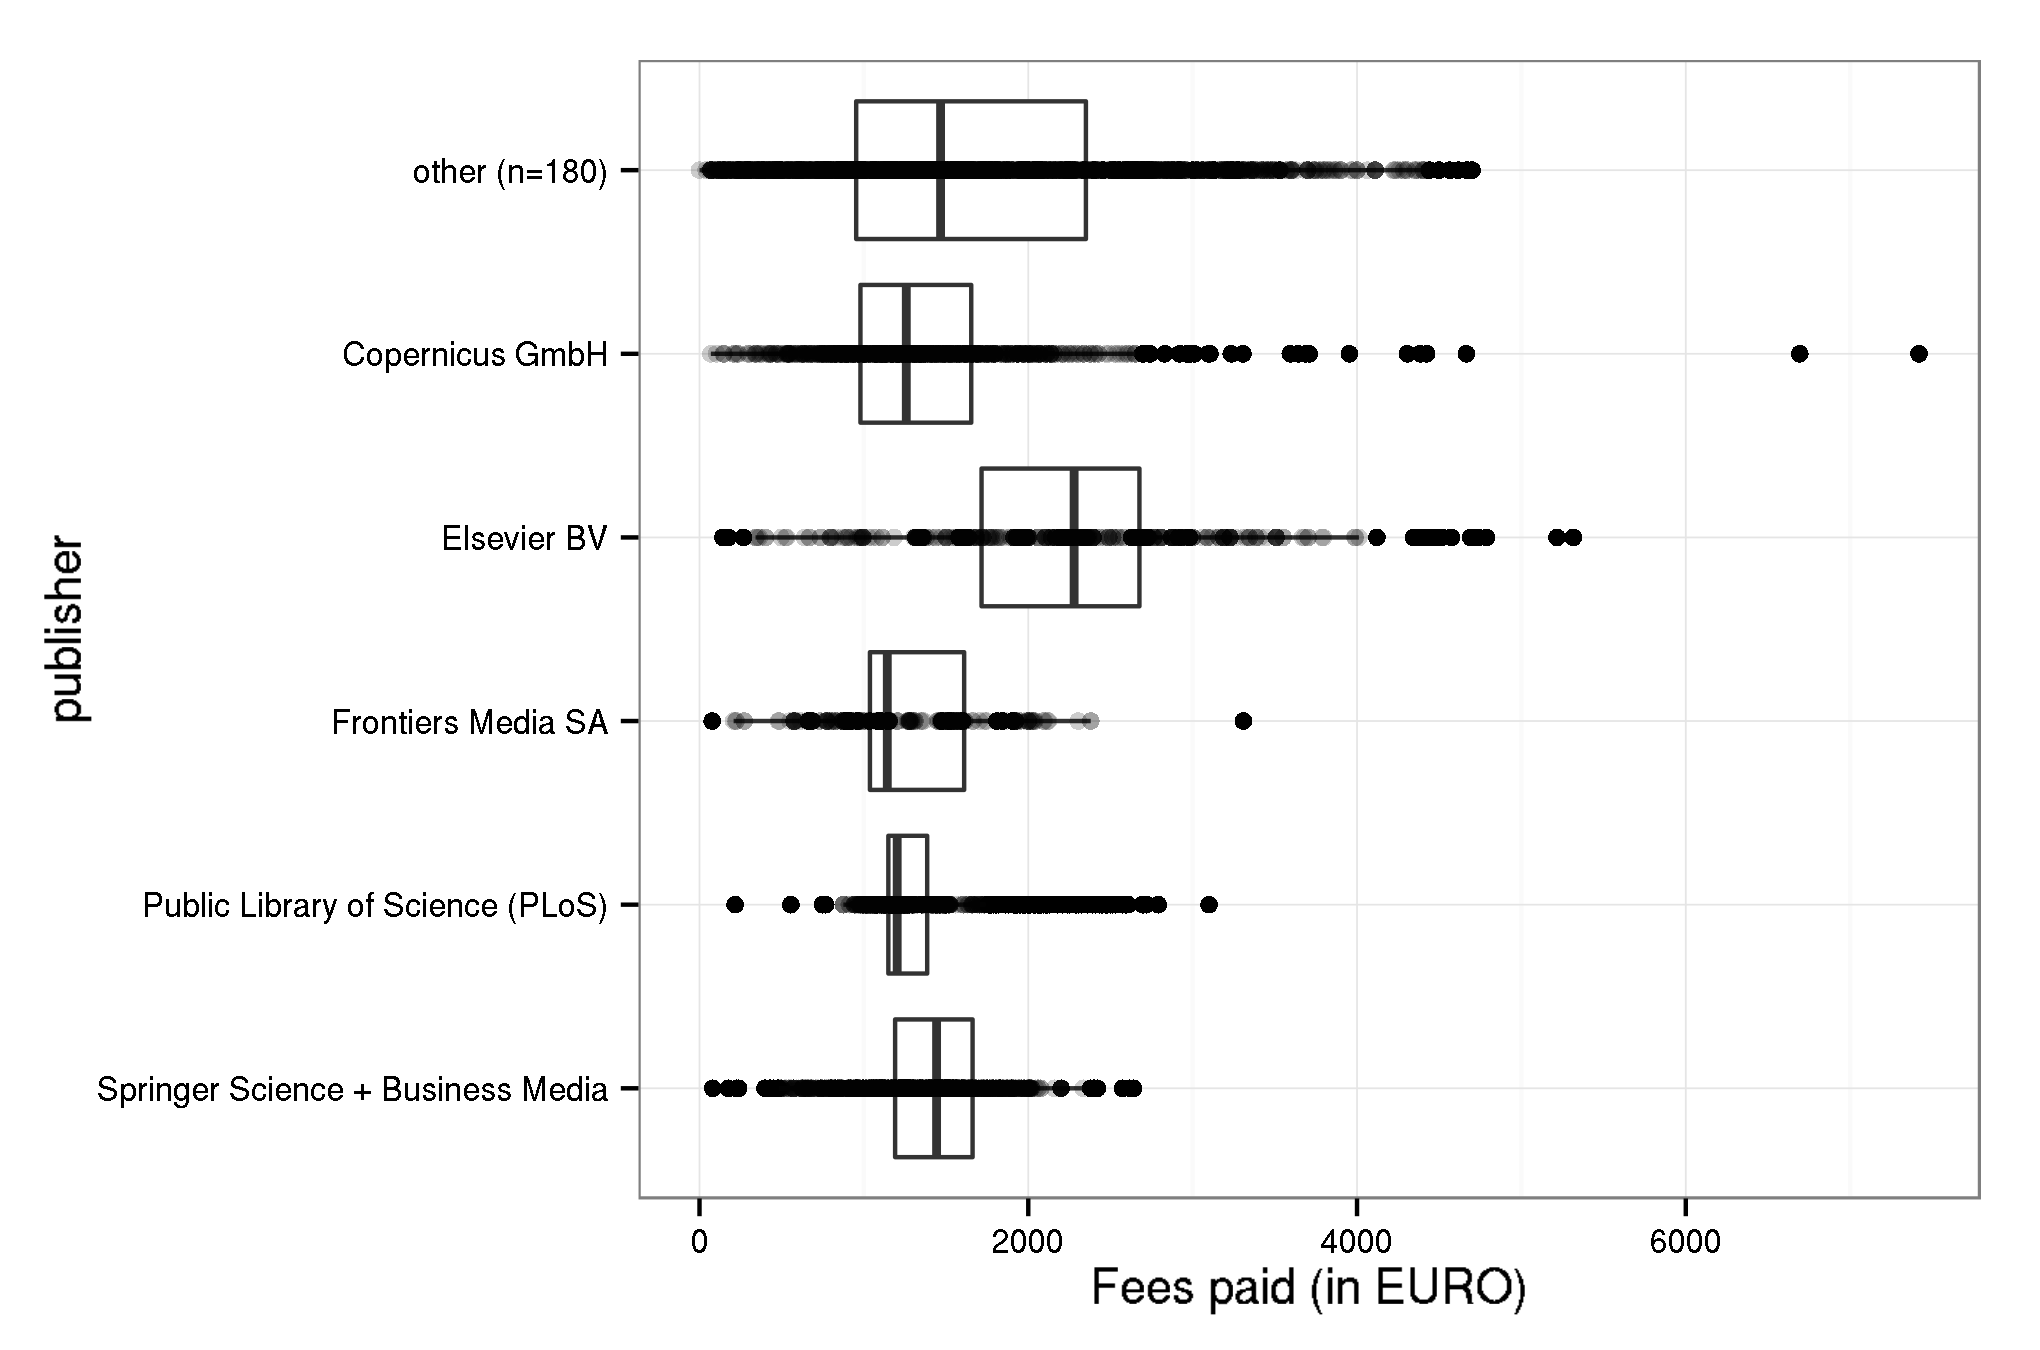 other (n=180)
Copernicus GmbH
Elsevier BV
Frontiers Media SA
Public Library of Science (PLoS)
Springer Science + Business Media
publisher
0 2000 4000 6000
Fees paid (in EURO)